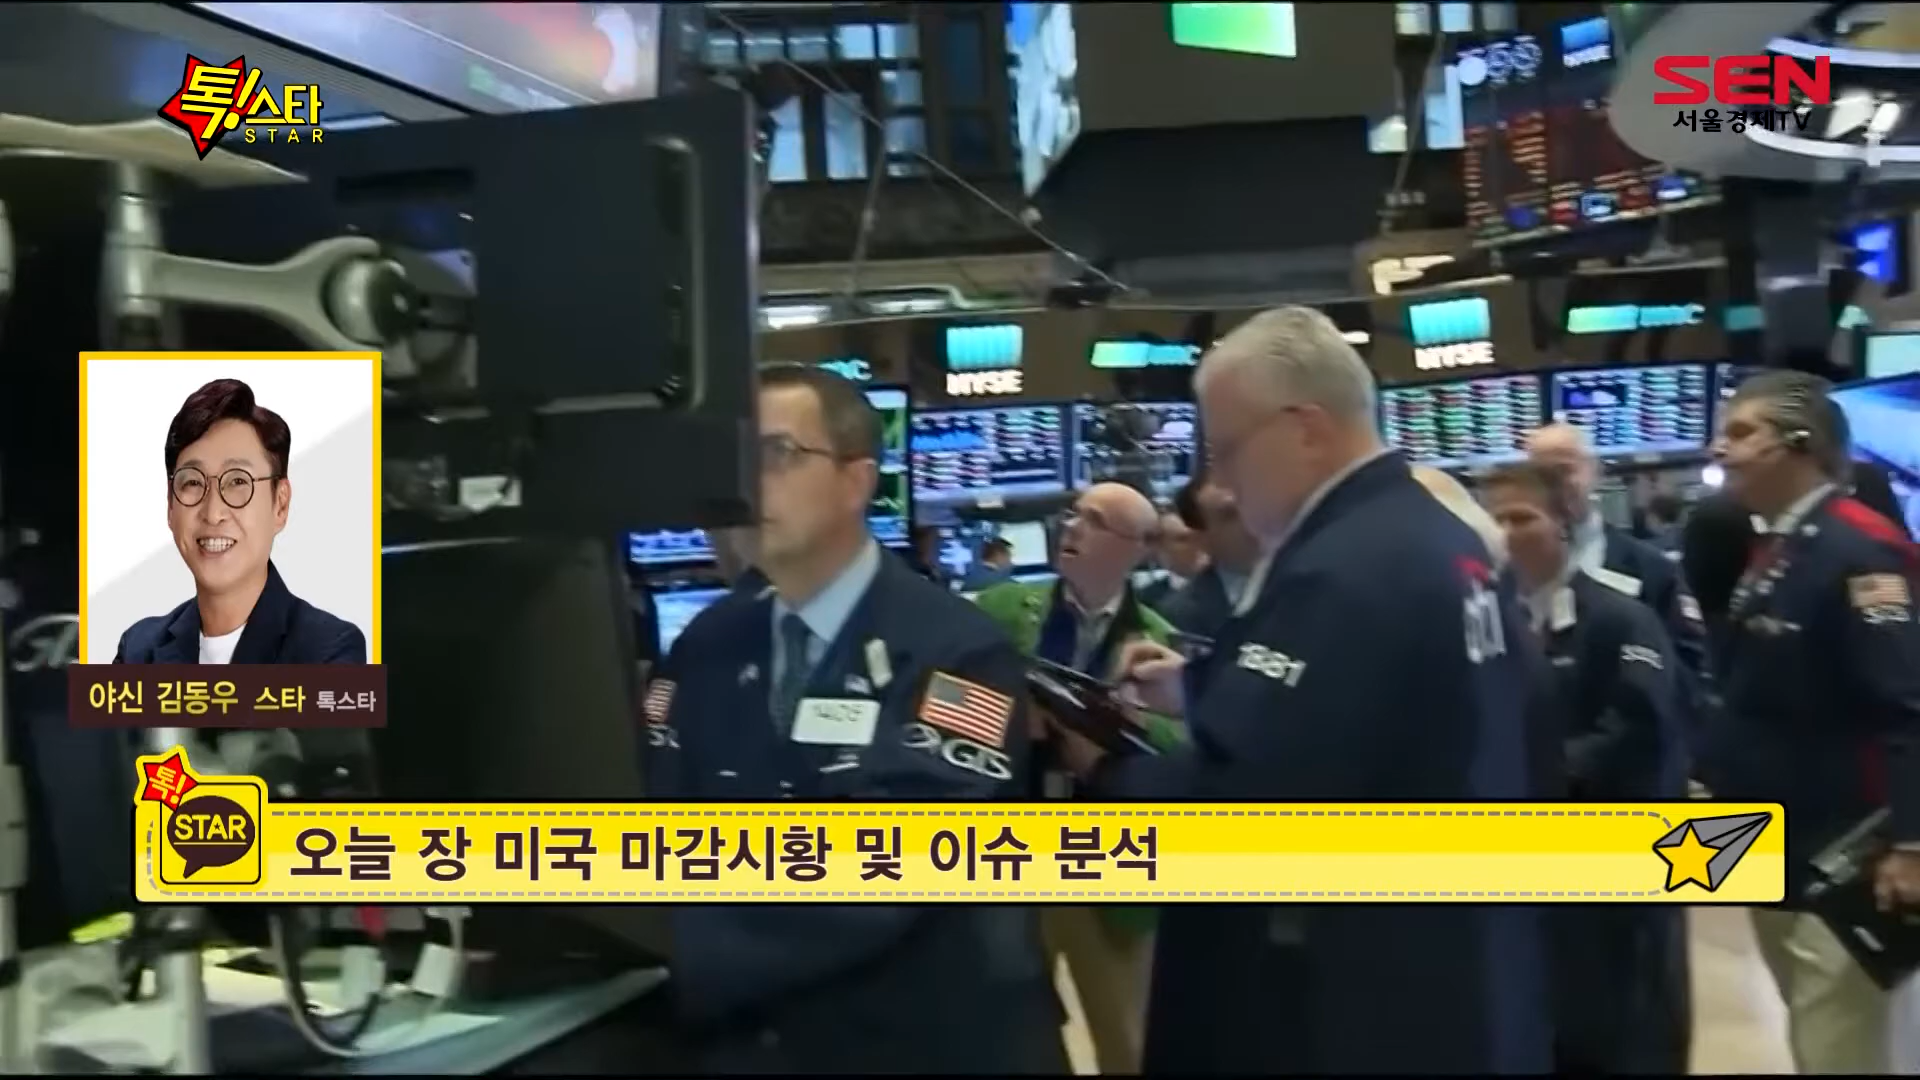 톡!스타
STAR
SEN
서울경제TV
NYSE
NYSE
NYSE
1881
야신 김동우 스타 톡스타
톡!
STAR
오늘 장 미국 마감시황 및 이슈 분석